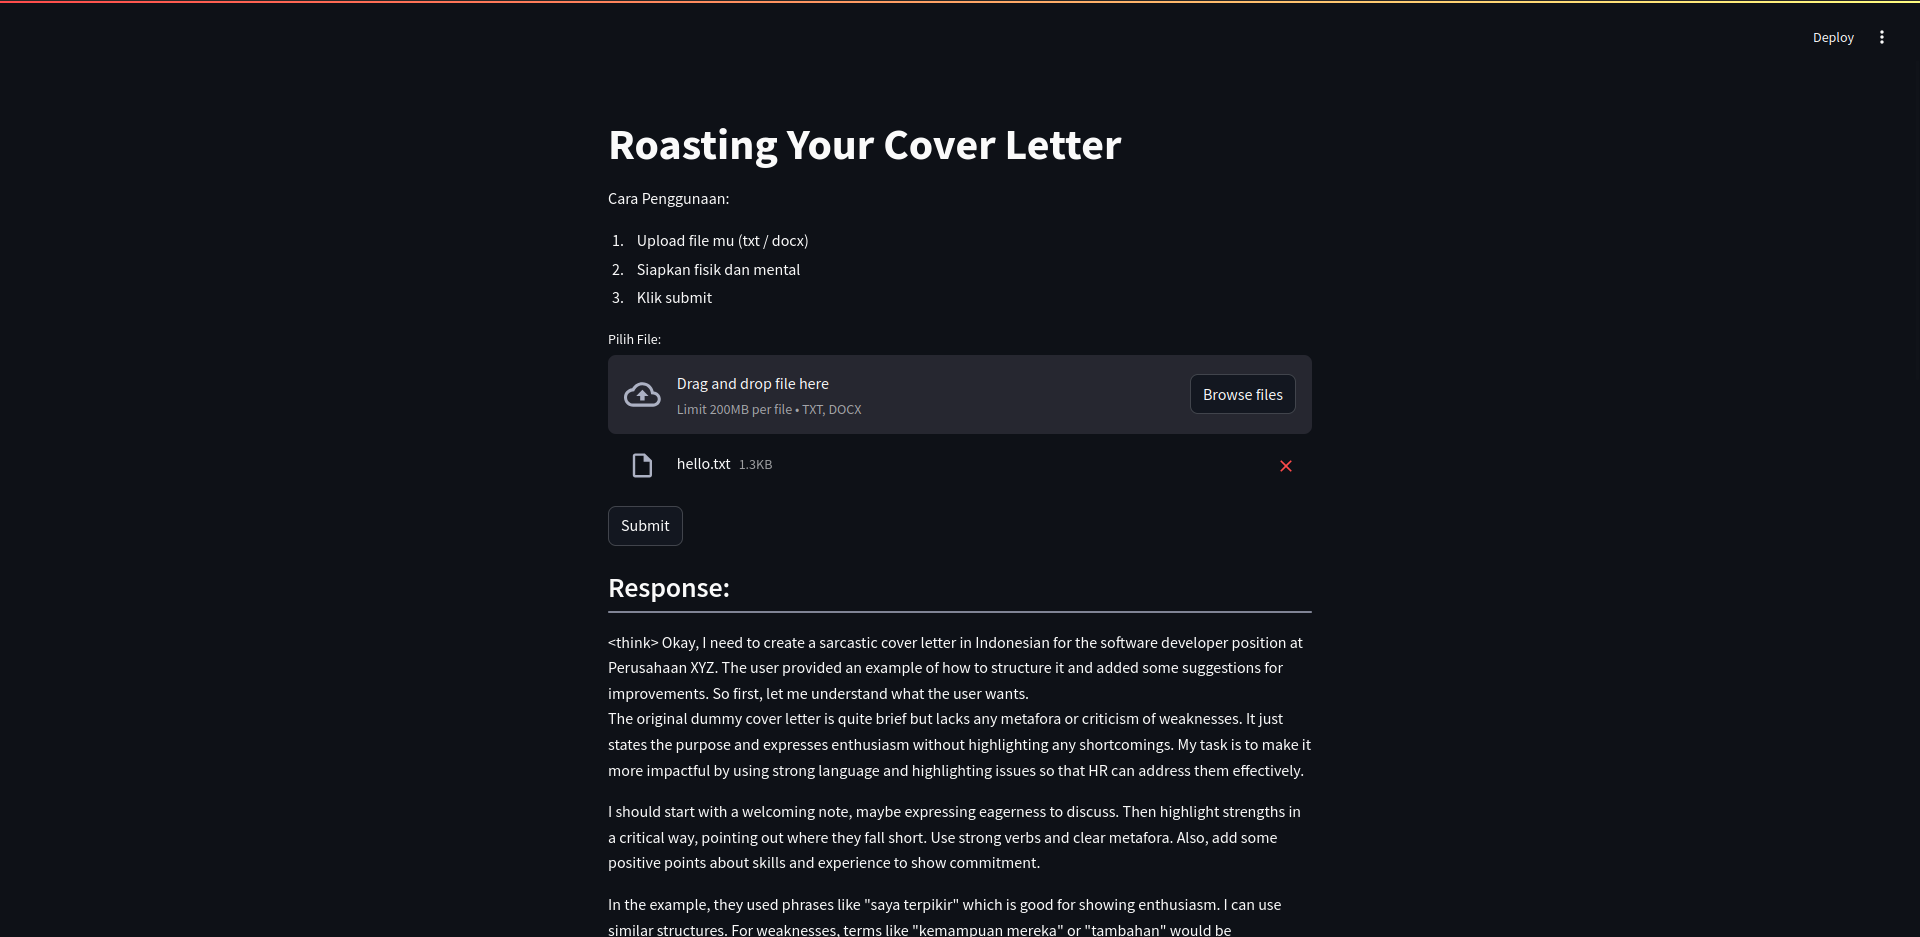 Deploy
Roasting Your Cover Letter
Cara Penggunaan:
1. Upload file mu (txt / docx)
2. Siapkan fisik dan mental
3. Klik submit
Pilih File:
Drag and drop file here
Limit 200MB per file • TXT, DOCX
Browse files
hello.txt 1.3KB
Submit
Response:
<think> Okay, I need to create a sarcastic cover letter in Indonesian for the software developer position at
Perusahaan XYZ. The user provided an example of how to structure it and added some suggestions for
improvements. So first, let me understand what the user wants.
The original dummy cover letter is quite brief but lacks any metafora or criticism of weaknesses. It just
states the purpose and expresses enthusiasm without highlighting any shortcomings. My task is to make it
more impactful by using strong language and highlighting issues so that HR can address them effectively.
I should start with a welcoming note, maybe expressing eagerness to discuss. Then highlight strengths in
a critical way, pointing out where they fall short. Use strong verbs and clear metafora. Also, add some
positive points about skills and experience to show commitment.
In the example, they used phrases like "saya terpikir" which is good for showing enthusiasm. I can use
similar structures. For weaknesses, terms like "kemampuan mereka" or "tambahan" would be